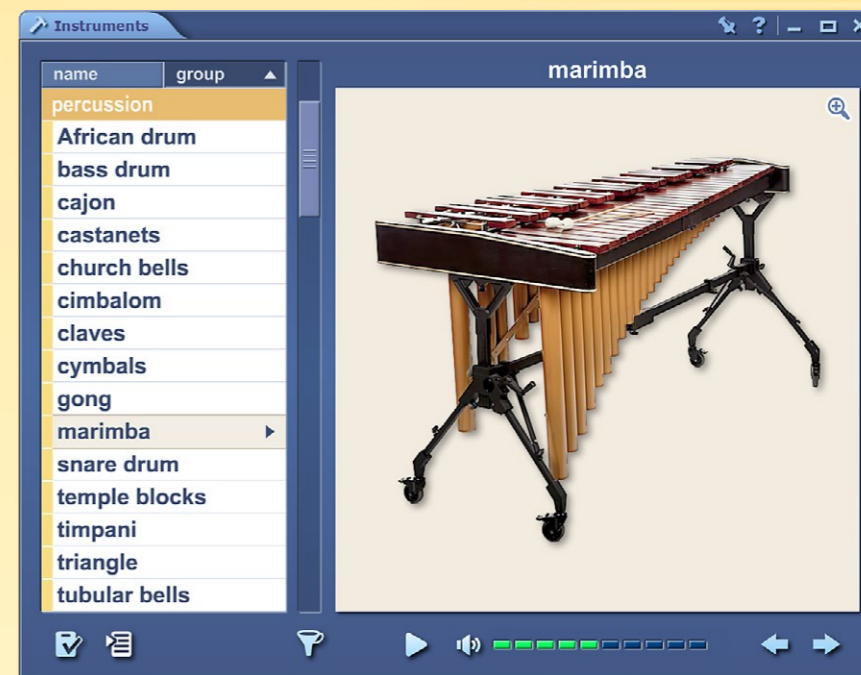 Instruments
?
name group
marimba
percussion
African drum
bass drum
cajon
castanets
church bells
cimbalom
claves
cymbals
gong
marimba
snare drum
temple blocks
timpani
triangle
tubular bells